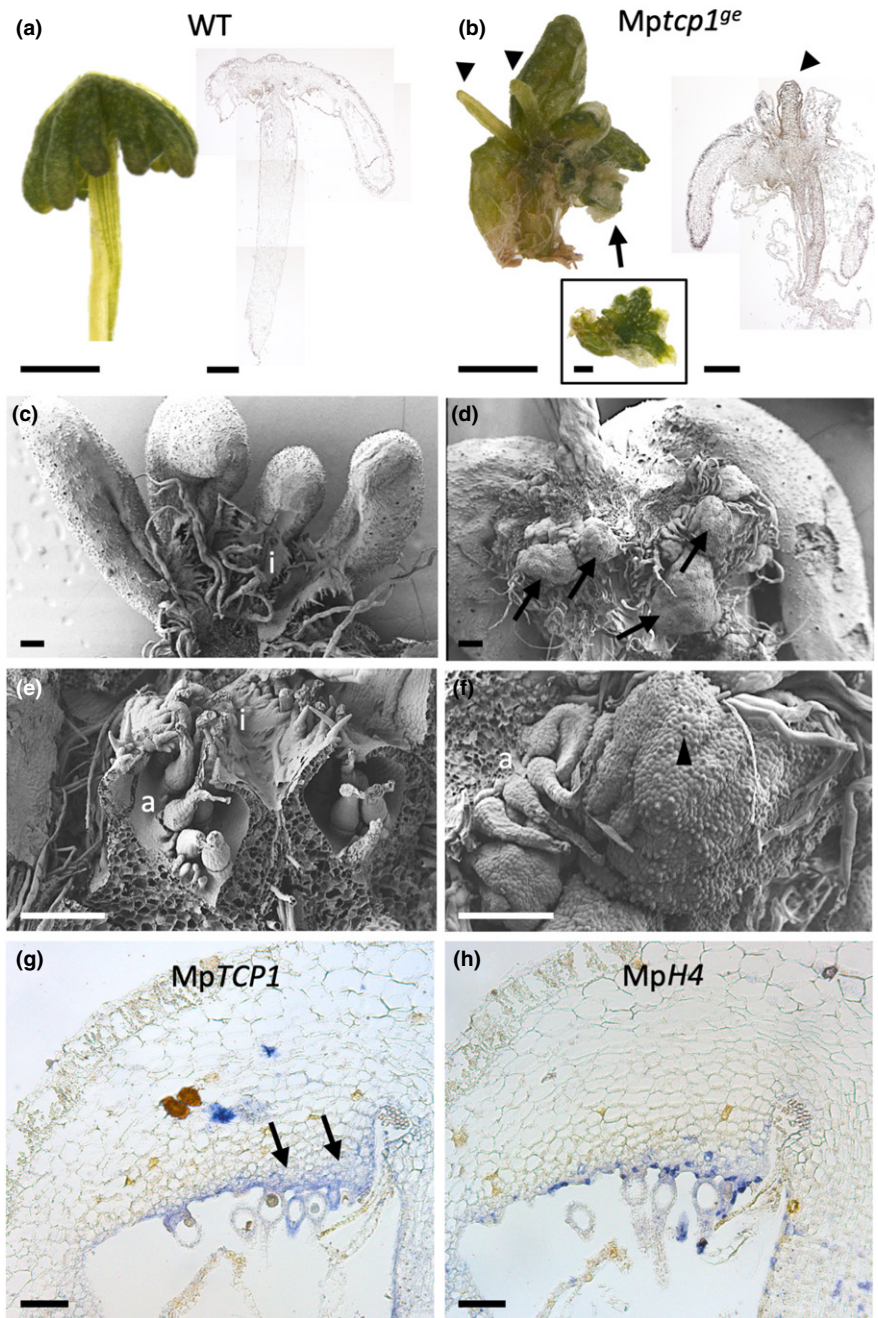 (a) WT
(b) Mptcp1ge
(c)
(d)
i
(e)
(f)
i
a
a
(g) MpTCP1
(h) MpH4